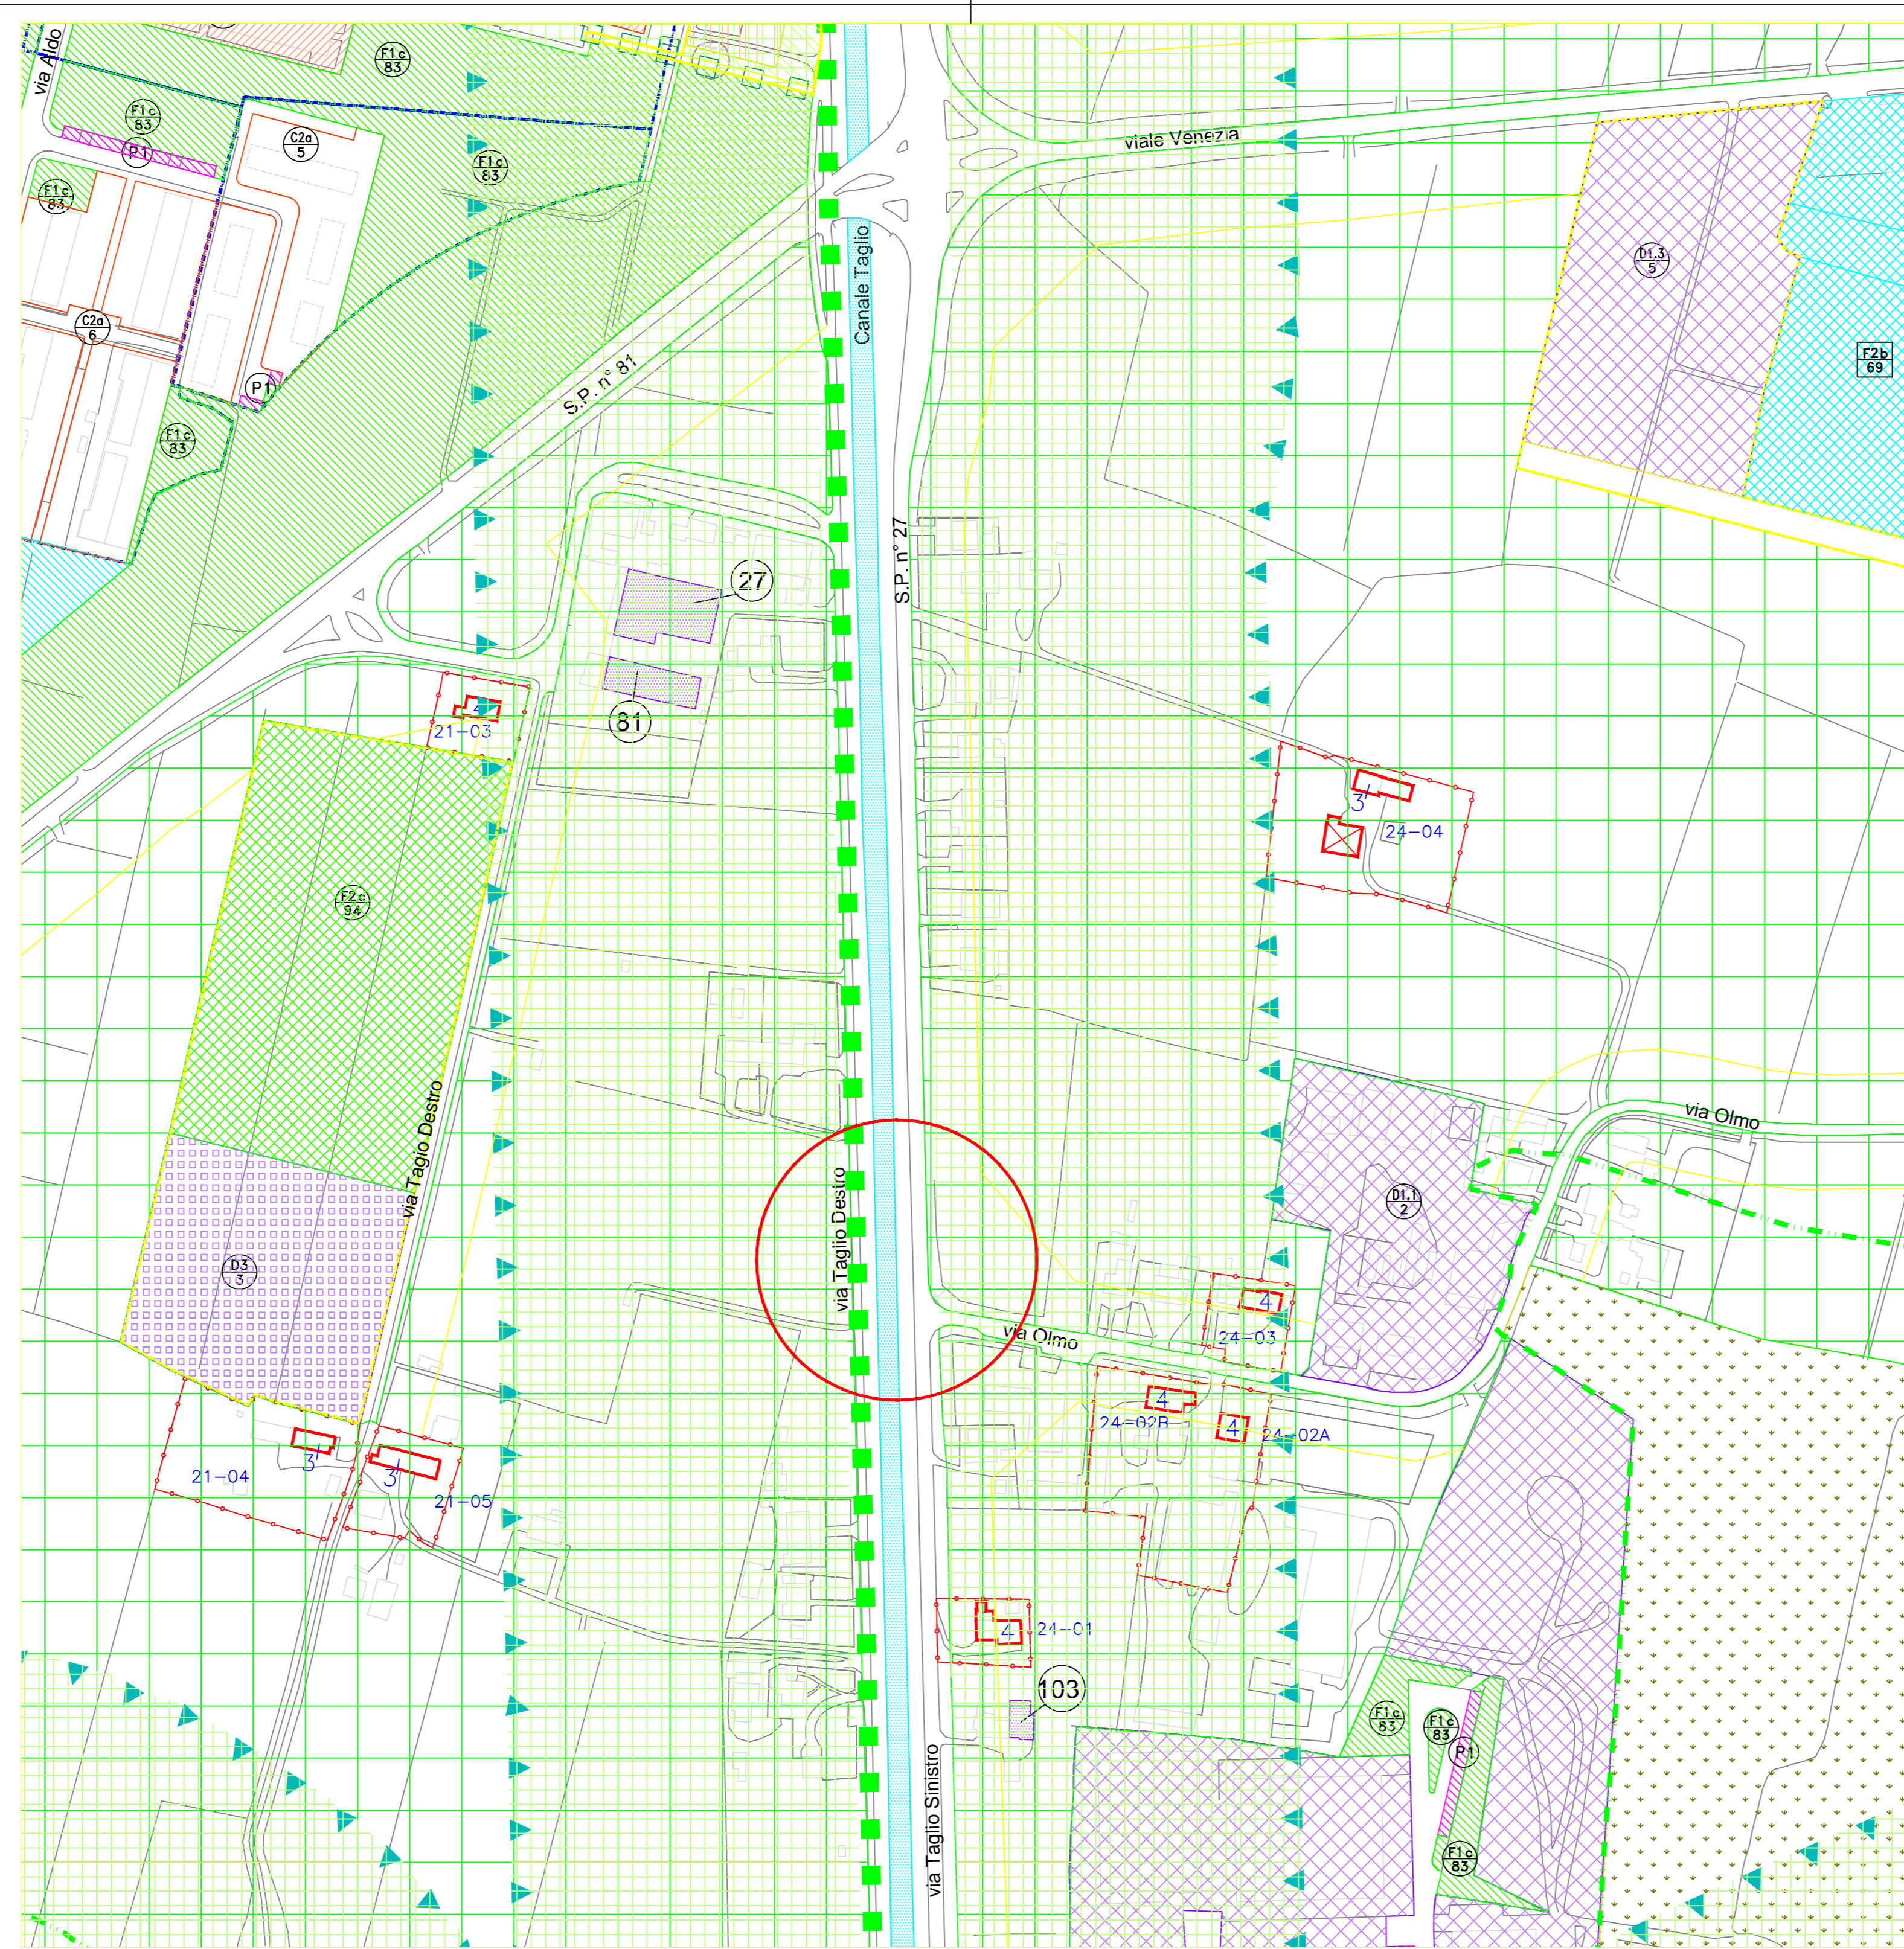 via Aldo
F1c
83
F1c
83
P1
C2a
5
F1c
83
F1c
83
viale Venezia
Canale Taglio
D1.3
5
C2a
6
F2b
69
P1
S.P. n° 81
F1c
83
S.P. n° 27
27
81
4
21-03
3'
24-04
F2c
94
via Tagio Destro
via Olmo
via Taglio Destro
D1.1
2
D3
3
4
24-03
via Olmo
4
24-02B
4
24-02A
3'
21-04
3'
21-05
4
24-01
103
F1c
83
F1c
83
P1
via Taglio Sinistro
F1c
83